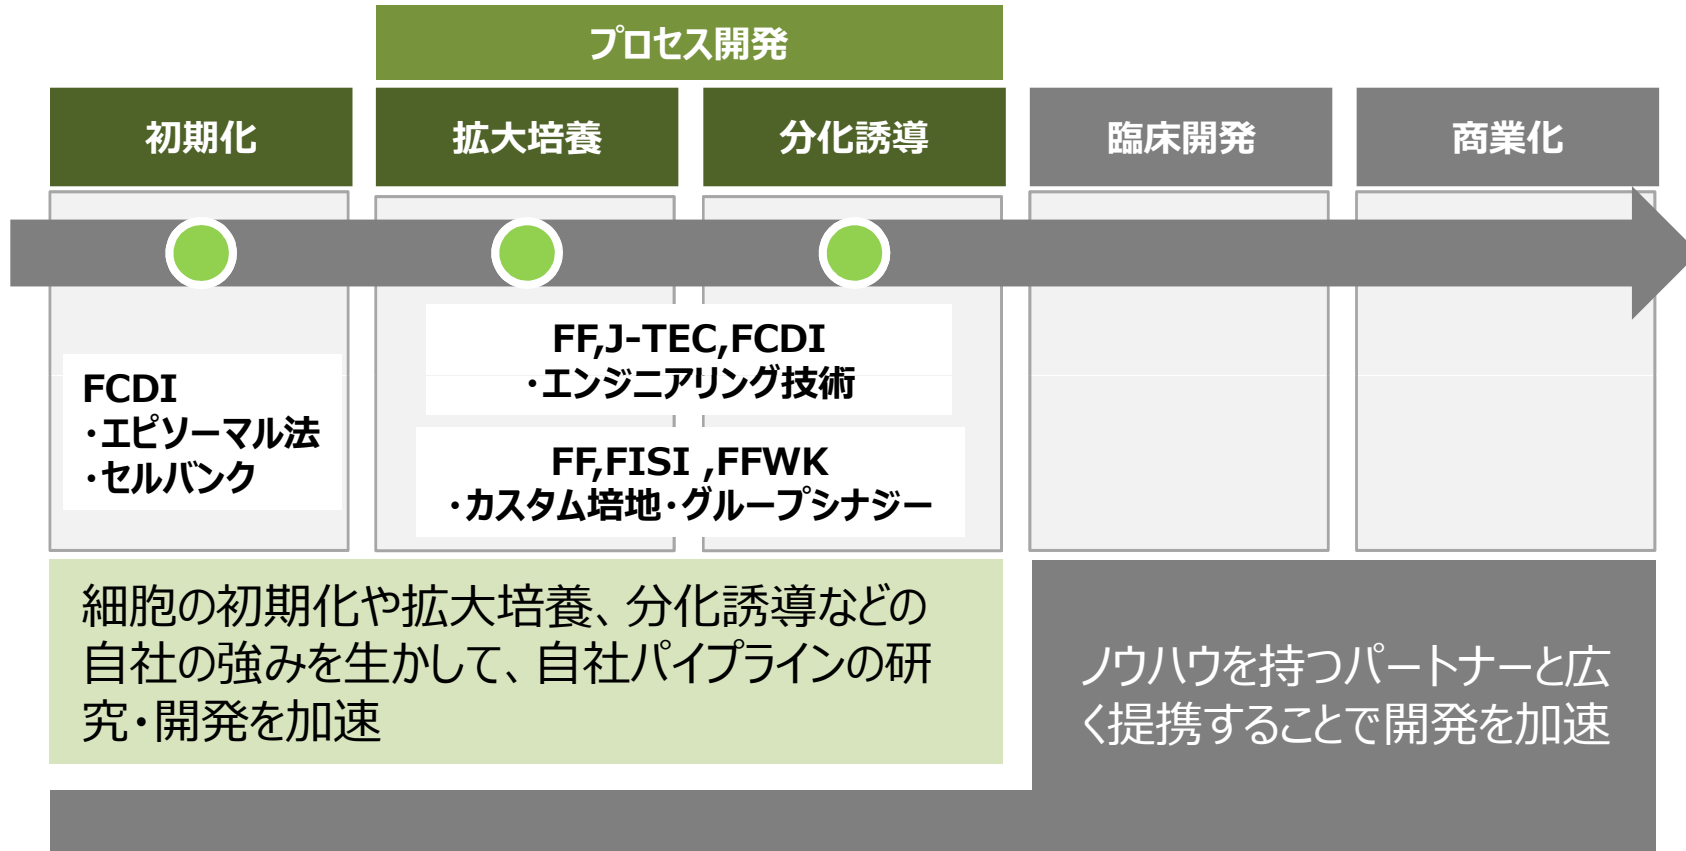 プロセス開発
初期化
拡大培養
分化誘導
臨床開発
商業化
FCDI
・エピソーマル法
・セルバンク
FF,J-TEC,FCDI
・エンジニアリング技術
FF,FISI ,FFWK
・カスタム培地・グループシナジー
細胞の初期化や拡大培養、分化誘導などの
自社の強みを生かして、自社パイプラインの研
究・開発を加速
ノウハウを持つパートナーと広
く提携することで開発を加速